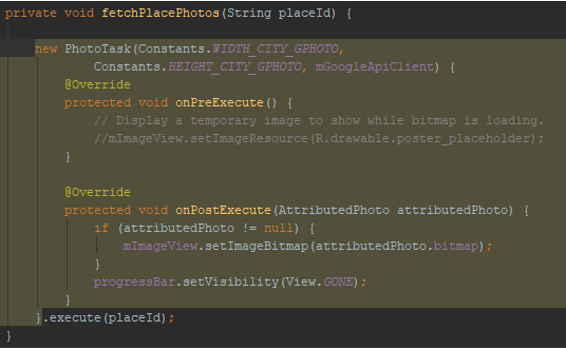 private void fetchPlacePhotos(String placeId) {
new PhotoTask(Constants.WIDTH_CITY_GPHOTO,
Constants.HEIGHT_CITY_GPHOTO, mGoogleApiClient) {
@Override
protected void onPreExecute() {
// Display a temporary image to show while bitmap is loading.
//mImageView.setImageResource(R.drawable.poster_placeholder);
}
@Override
protected void onPostExecute(AttributedPhoto attributedPhoto) {
if (attributedPhoto != null) {
mImageView.setImageBitmap(attributedPhoto.bitmap);
}
progressBar.setVisibility(View.GONE);
}
}.execute(placeId);
}